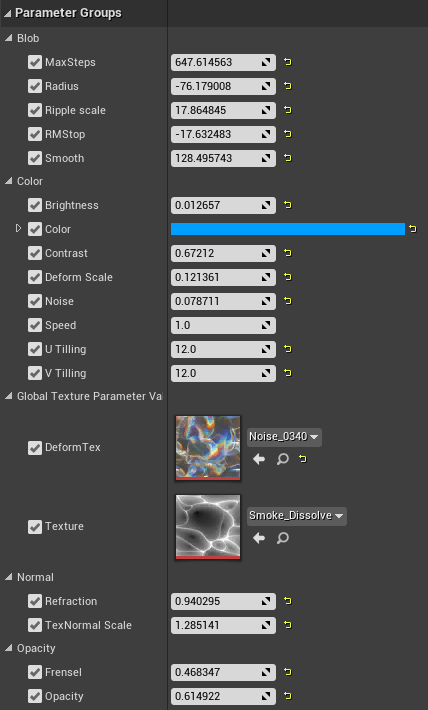 Parameter Groups
Blob
MaxSteps 647.614563
Radius -76.179008
Ripple scale 17.864845
RMStop -17.632483
Smooth 128.495743
Color
Brightness 0.012657
Color
Contrast 0.67212
Deform Scale 0.121361
Noise 0.078711
Speed 1.0
U Tilling 12.0
V Tilling 12.0
Global Texture Parameter Va
DeformTex Noise_0340
Texture Smoke_Dissolve
Normal
Refraction 0.940295
TexNormal Scale 1.285141
Opacity
Frensel 0.468347
Opacity 0.614922